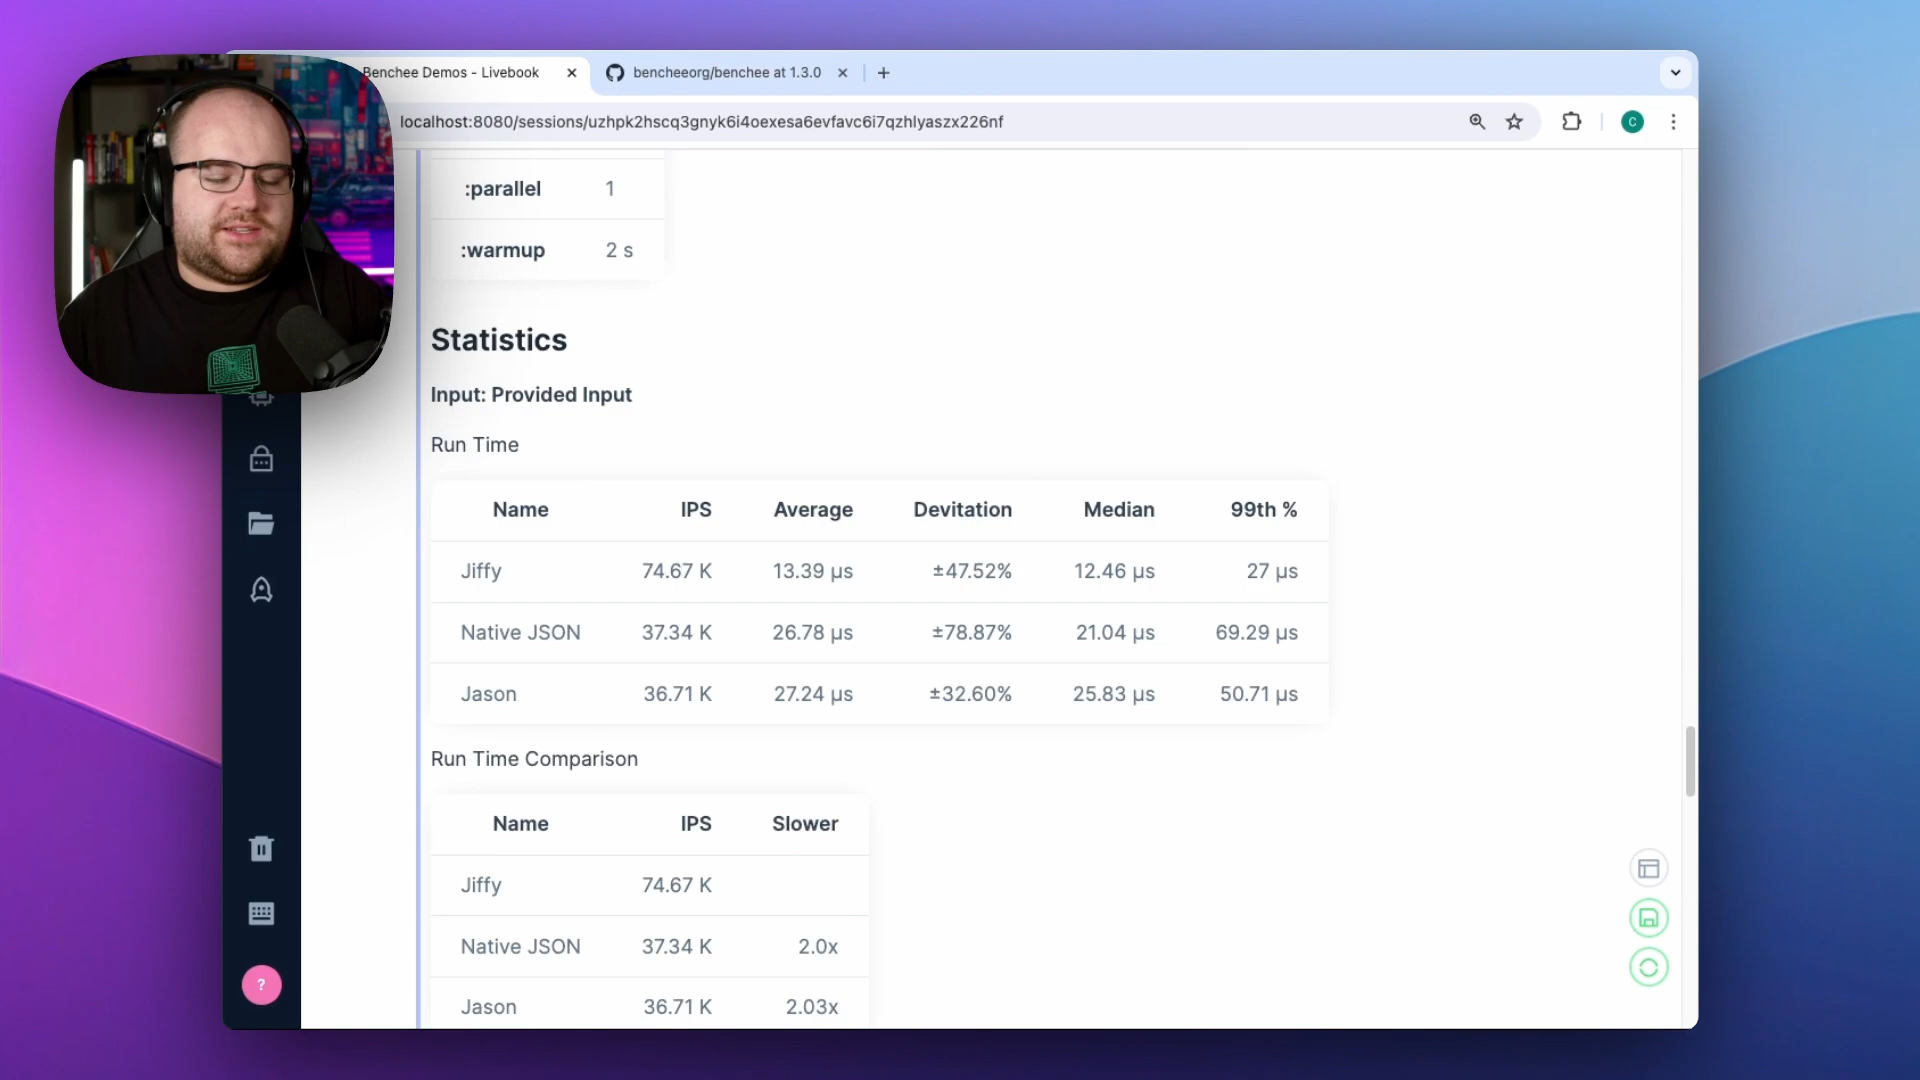 Benchee Demos - Livebook
bencheeorg/benchee at 1.3.0
localhost:8080/sessions/uzhpk2hscq3gnyk6i4oexesa6evfavc6i7qzhlyaszx226nf
C
:parallel 1
:warmup 2 s
Statistics
Input: Provided Input
Run Time
Name IPS Average Devitation Median 99th %
Jiffy 74.67 K 13.39 µs ±47.52% 12.46 µs 27 µs
Native JSON 37.34 K 26.78 µs ±78.87% 21.04 µs 69.29 µs
Jason 36.71 K 27.24 µs ±32.60% 25.83 µs 50.71 µs
Run Time Comparison
Name IPS Slower
Jiffy 74.67 K
Native JSON 37.34 K 2.0x
Jason 36.71 K 2.03x
?